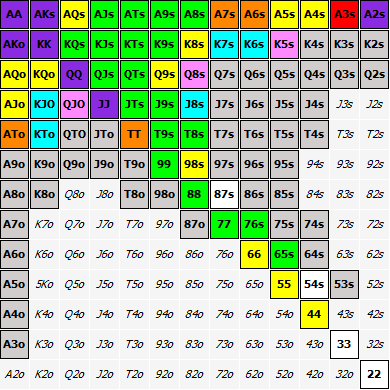 AA AKs AQs AJs ATs A9s A8s A7s A6s A5s A4s A3s A2s
AKo KK KQs KJs KTs K9s K8s K7s K6s K5s K4s K3s K2s
AQo KQo QQ QJs QTs Q9s Q8s Q7s Q6s Q5s Q4s Q3s Q2s
AJo KJO QJO JJ JTs J9s J8s J7s J6s J5s J4s J3s J2s
ATo KTo QTO JTo TT T9s T8s T7s T6s T5s T4s T3s T2s
A9o K9o Q9o J9o T9o 99 98s 97s 96s 95s 94s 93s 92s
A8o K8o Q8o J8o T8o 98o 88 87s 86s 85s 84s 83s 82s
A7o K7o Q7o J7o T7o 97o 87o 77 76s 75s 74s 73s 72s
A6o K6o Q6o J6o T6o 96o 86o 76o 66 65s 64s 63s 62s
A5o 5Ko Q5o J5o T5o 95o 85o 75o 65o 55 54s 53s 52s
A4o K4o Q4o J4o T4o 94o 84o 74o 64o 54o 44 43s 42s
A3o K3o Q3o J3o T3o 93o 83o 73o 63o 53o 43o 33 32s
A2o K2o Q2o J2o T2o 92o 82o 72o 62o 52o 42o 32o 22